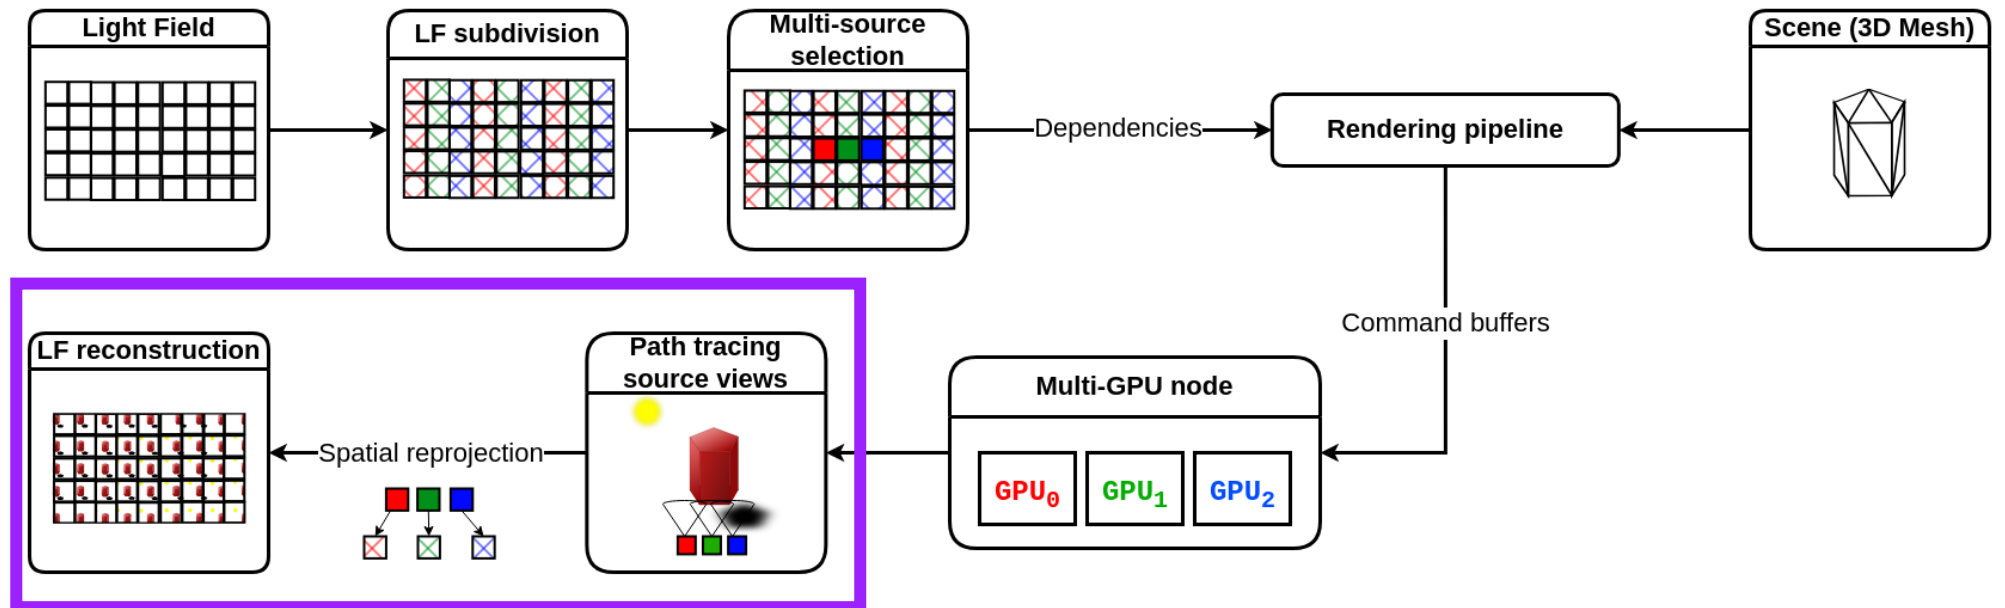 Light Field
LF subdivision
Multi-source
selection
Scene (3D Mesh)
Dependencies
Rendering pipeline
Command buffers
LF reconstruction
Spatial reprojection
Path tracing
source views
Multi-GPU node
GPU0
GPU1
GPU2